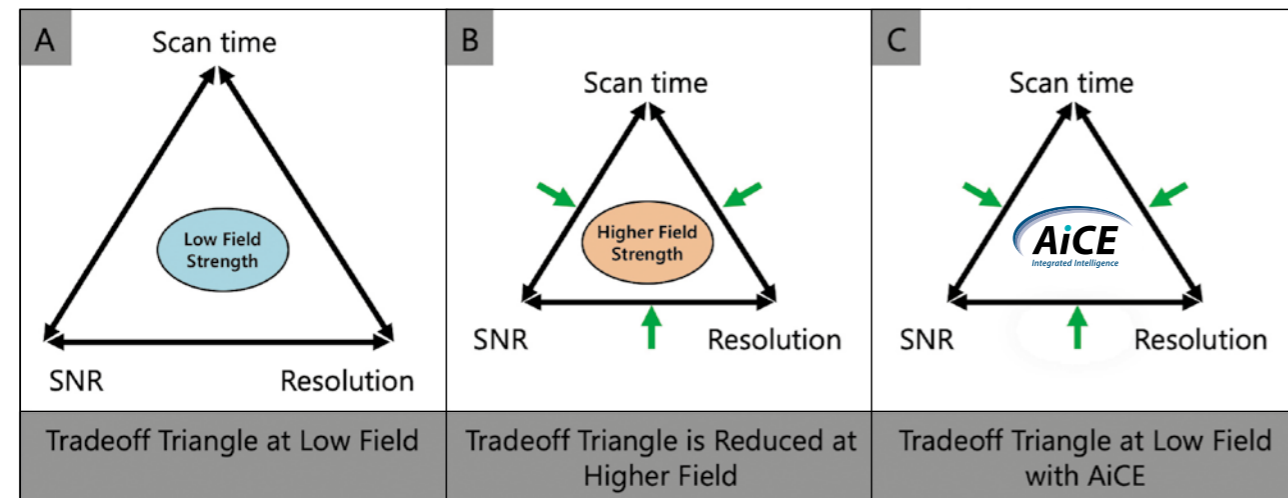 A
Scan time
Low Field
Strength
SNR
Resolution
Tradeoff Triangle at Low Field
B
Scan time
Higher Field
Strength
SNR
Resolution
Tradeoff Triangle is Reduced at
Higher Field
C
Scan time
AiCE
Integrated Intelligence
SNR
Resolution
Tradeoff Triangle at Low Field
with AiCE